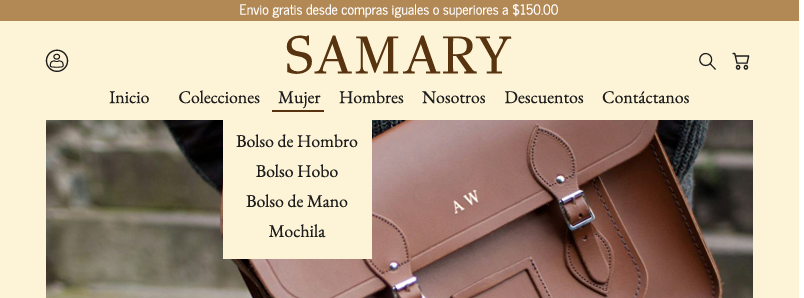 Envio gratis desde compras iguales o superiores a $150.00
SAMARY
Inicio Colecciones Mujer Hombres Nosotros Descuentos Contáctanos
Bolso de Hombro
Bolso Hobo
Bolso de Mano
Mochila
AW